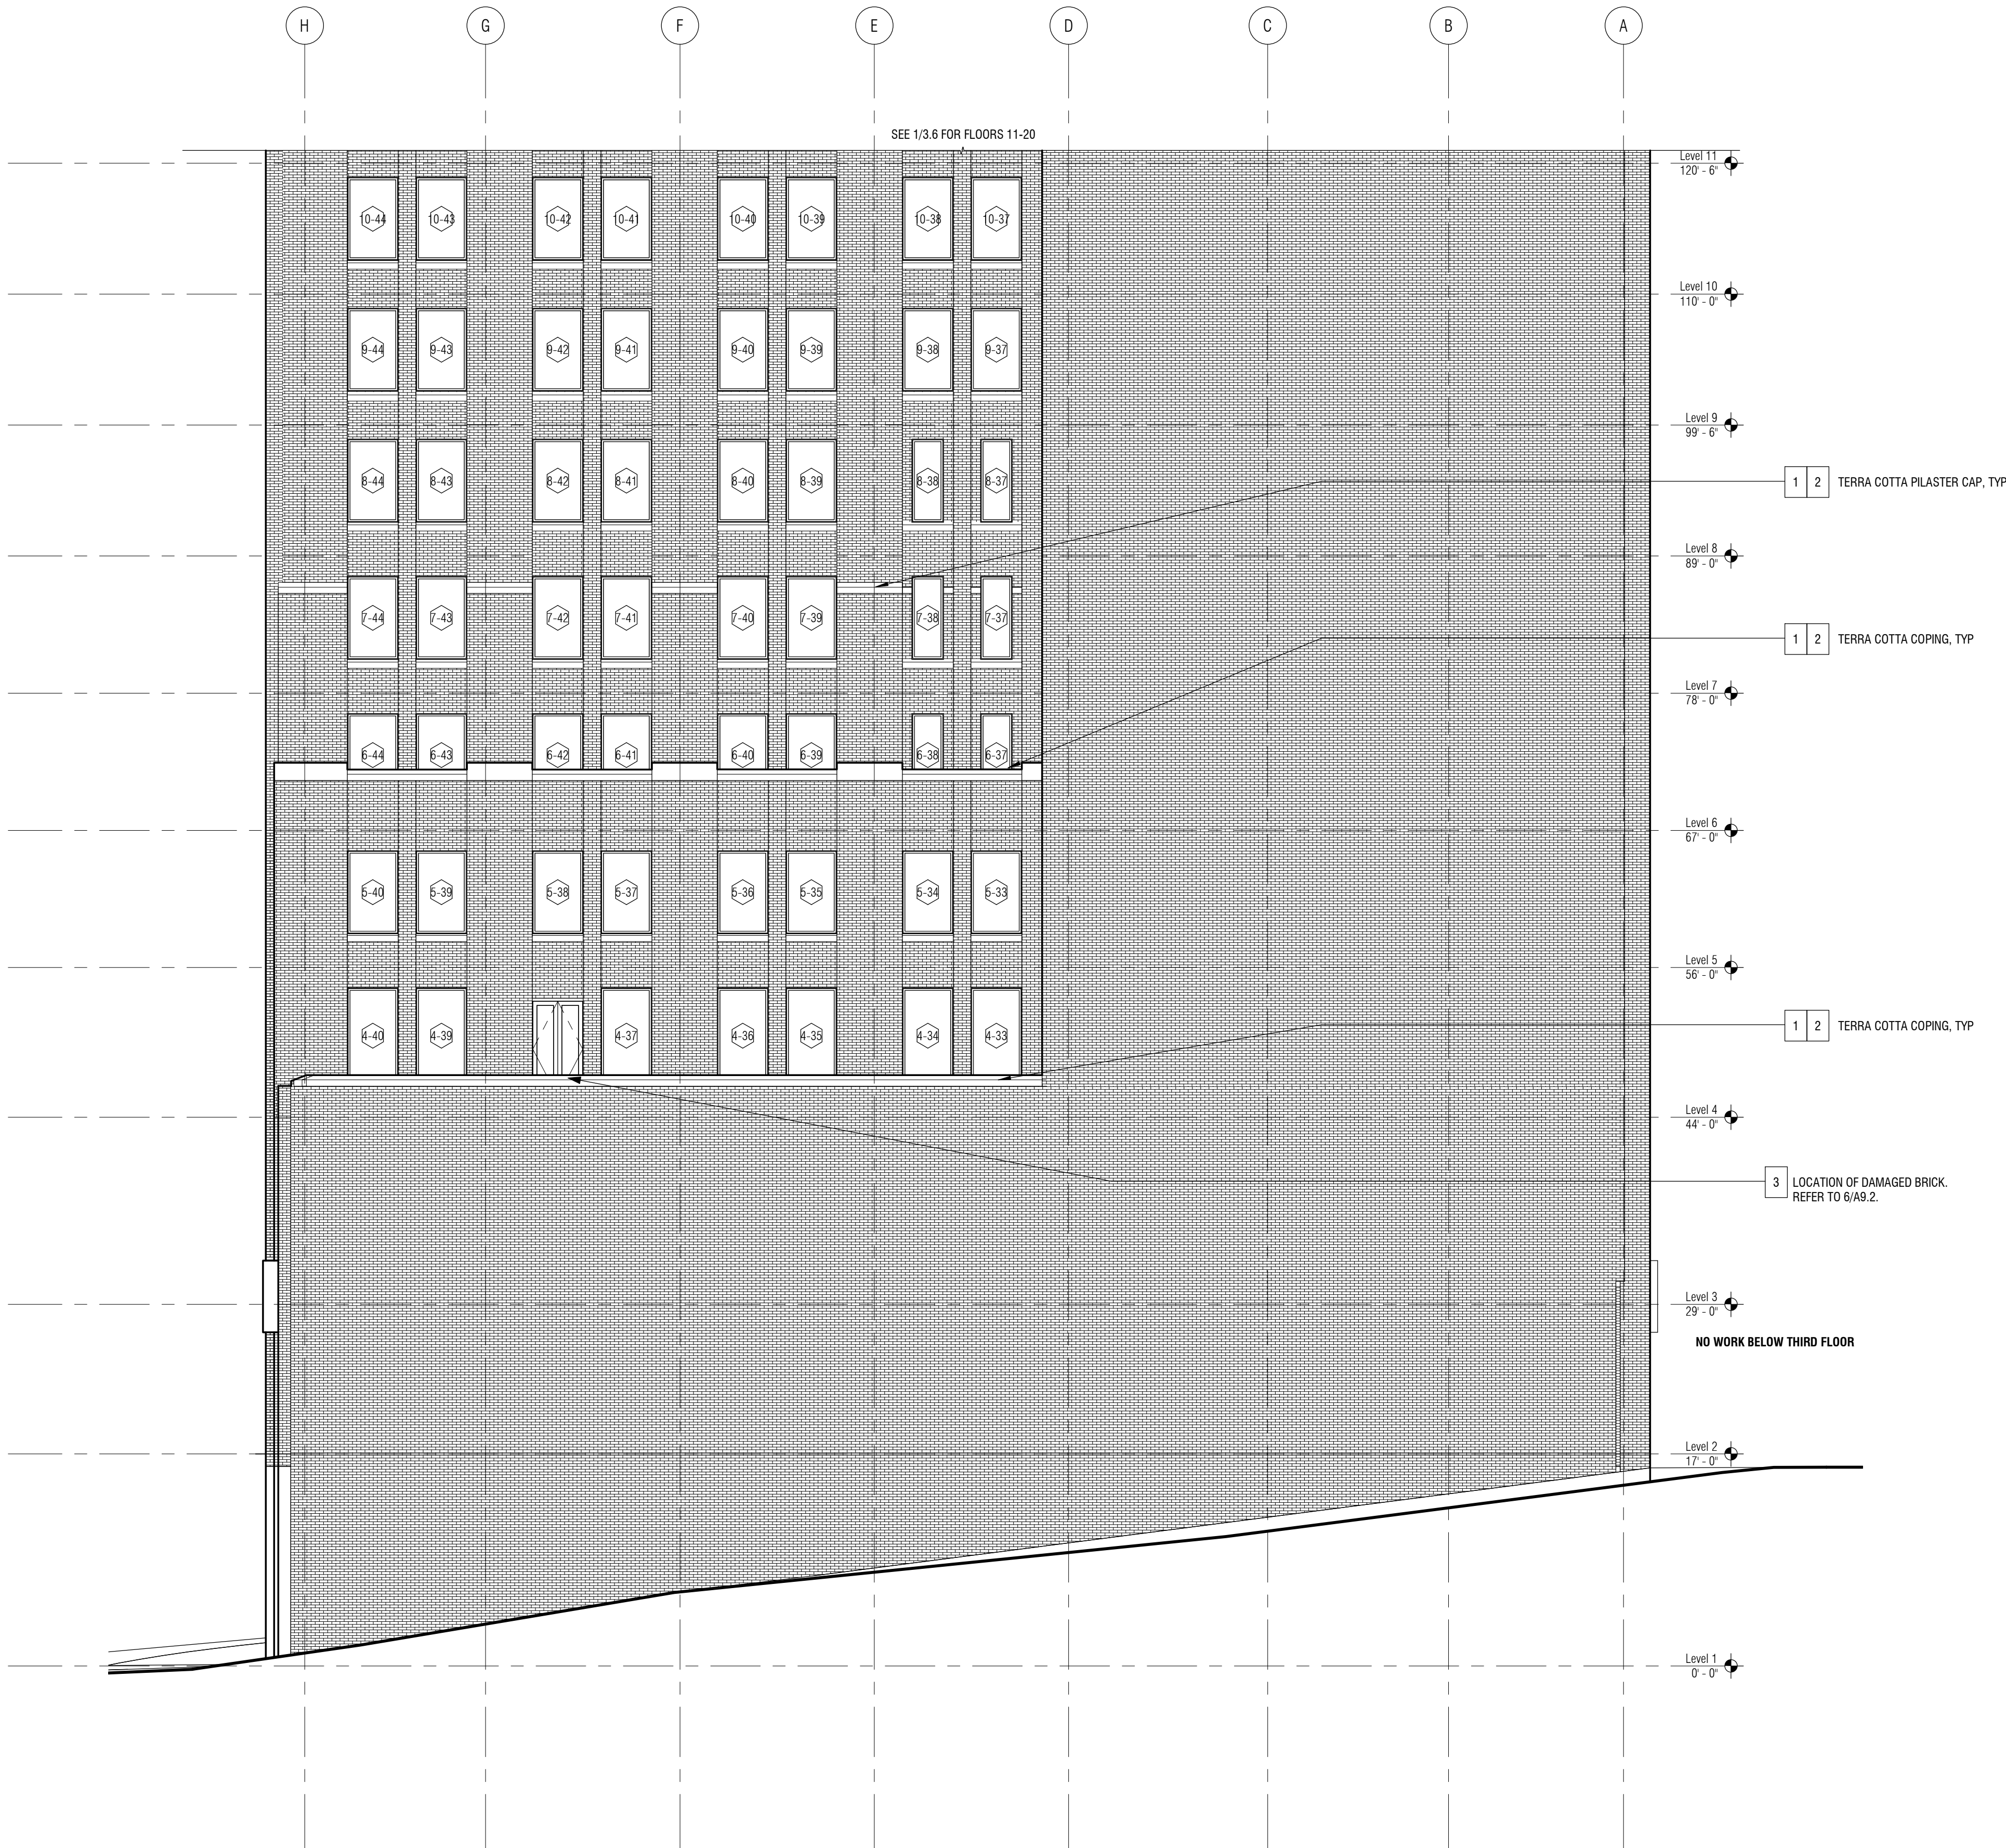 H
G
F
E
D
C
B
A
SEE 1/3.6 FOR FLOORS 11-20
Level 11
120' - 6"
10-44
10-43
10-42
10-41
10-40
10-39
10-38
10-37
Level 10
110' - 0"
9-44
9-43
9-42
9-41
9-40
9-39
9-38
9-37
Level 9
99' - 6"
8-44
8-43
8-42
8-41
8-40
8-39
8-38
8-37
1 2 TERRA COTTA PILASTER CAP, TYP
Level 8
89' - 0"
7-44
7-43
7-42
7-41
7-40
7-39
7-38
7-37
1 2 TERRA COTTA COPING, TYP
Level 7
78' - 0"
6-44
6-43
6-42
6-41
6-40
6-39
6-38
6-37
Level 6
67' - 0"
5-40
5-39
5-38
5-37
5-36
5-35
5-34
5-33
Level 5
56' - 0"
4-40
4-39
4-37
4-36
4-35
4-34
4-33
1 2 TERRA COTTA COPING, TYP
Level 4
44' - 0"
3 LOCATION OF DAMAGED BRICK.
REFER TO 6/A9.2.
Level 3
29' - 0"
NO WORK BELOW THIRD FLOOR
Level 2
17' - 0"
Level 1
0' - 0"